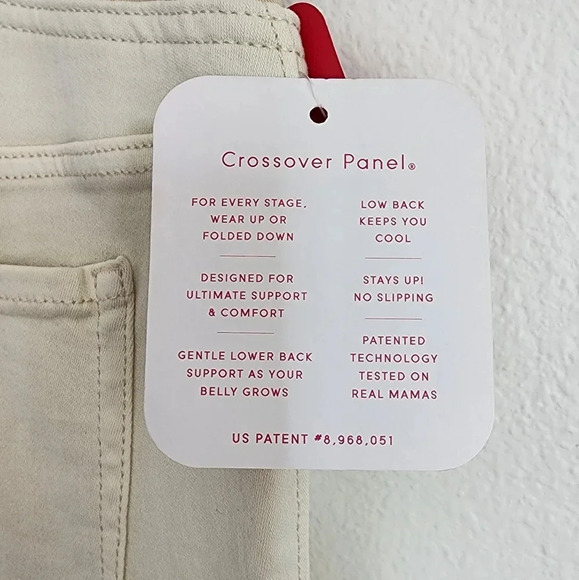 Crossover Panel®
FOR EVERY STAGE,
WEAR UP OR
FOLDED DOWN
DESIGNED FOR
ULTIMATE SUPPORT
& COMFORT
GENTLE LOWER BACK
SUPPORT AS YOUR
BELLY GROWS
LOW BACK
KEEPS YOU
COOL
STAYS UP!
NO SLIPPING
PATENTED
TECHNOLOGY
TESTED ON
REAL MAMAS
US PATENT #8,968,051